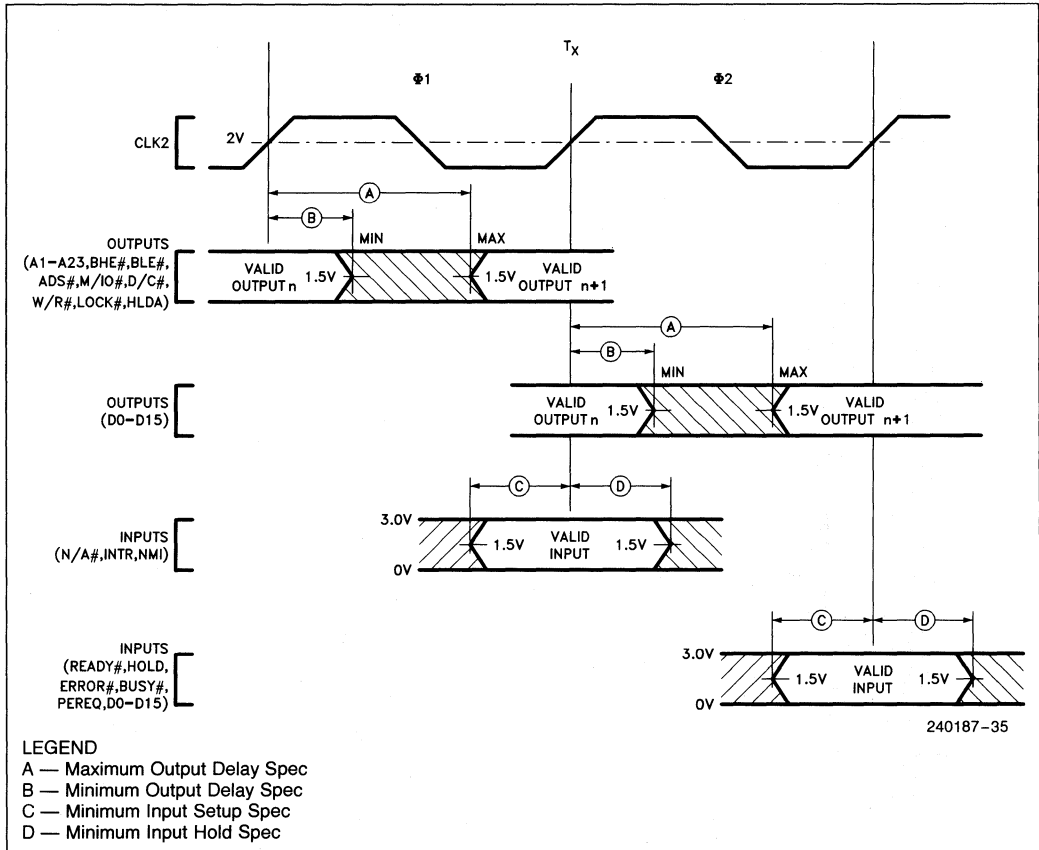 TX
Φ1
Φ2
CLK2
2V
A
B
MIN
MAX
OUTPUTS
(A1-A23,BHE#,BLE#,
ADS#,M/IO#,D/C#,
W/R#,LOCK#,HLDA)
VALID
OUTPUT n
1.5V
1.5V
VALID
OUTPUT n+1
A
B
MIN
MAX
OUTPUTS
(D0-D15)
VALID
OUTPUT n
1.5V
1.5V
VALID
OUTPUT n+1
C
D
INPUTS
(N/A#,INTR,NMI)
3.0V
0V
1.5V
VALID
INPUT
1.5V
C
D
INPUTS
(READY#,HOLD,
ERROR#,BUSY#,
PEREQ,D0-D15)
3.0V
0V
1.5V
VALID
INPUT
1.5V
240187-35
LEGEND
A — Maximum Output Delay Spec
B — Minimum Output Delay Spec
C — Minimum Input Setup Spec
D — Minimum Input Hold Spec